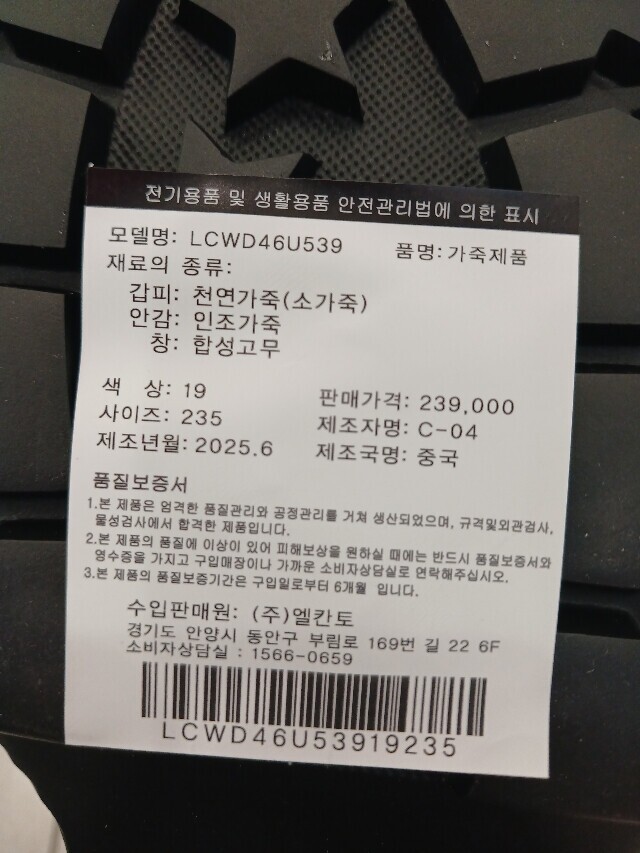 전기용품 및 생활용품 안전관리법에 의한 표시
모델명: LCWD46U539 품명:가죽제품
재료의 종류:
갑피: 천연가죽(소가죽)
안감: 인조가죽
창: 합성고무
색 상: 19 판매가격: 239,000
사이즈: 235 제조자명: C-04
제조년월: 2025.6 제조국명: 중국
품질보증서
1.본 제품은 엄격한 품질관리와 공정관리를 거쳐 생산되었으며, 규격및외관검사,
물성검사에서 합격한 제품입니다.
2.본 제품의 품질에 이상이 있어 피해보상을 원하실 때에는 반드시 품질보증서와
영수증을 가지고 구입매장이나 가까운 소비자상담실로 연락해주십시오.
3.본 제품의 품질보증기간은 구입일로부터 6개월 입니다.
수입판매원: (주)엘칸토
경기도 안양시 동안구 부림로 169번 길 22 6F
소비자상담실 : 1566-0659
LCWD46U53919235